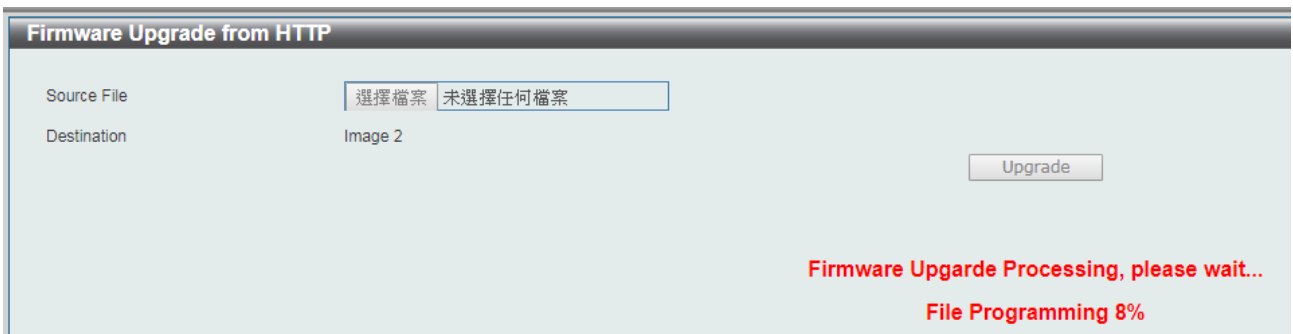 Firmware Upgrade from HTTP
Source File 選擇檔案 未選擇任何檔案
Destination Image 2
Upgrade
Firmware Upgarde Processing, please wait...
File Programming 8%